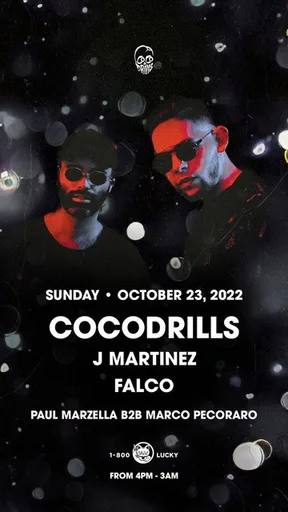 SUNDAY • OCTOBER 23, 2022
COCODRILLS
J MARTINEZ
FALCO
PAUL MARZELLA B2B MARCO PECORARO
1-800 LUCKY
FROM 4PM - 3AM